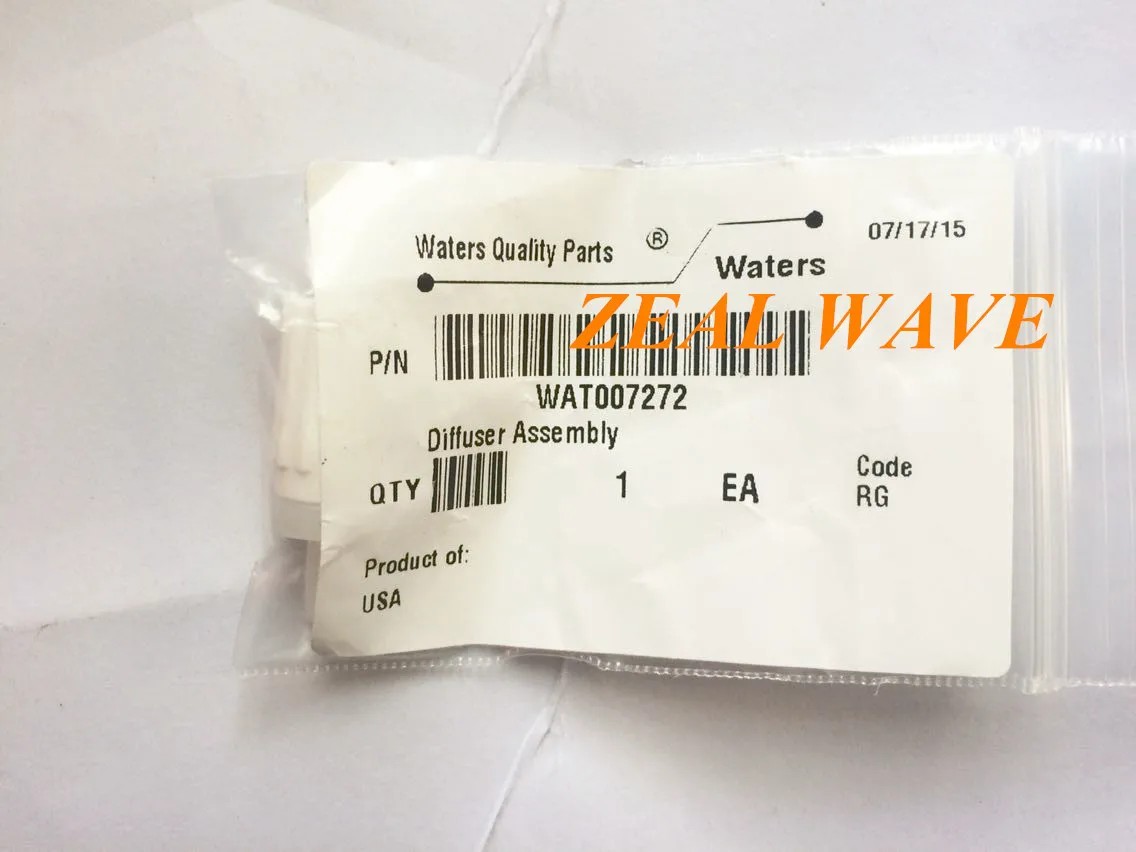 Waters Quality Parts ®
Waters
07/17/15
ZEAL WAVE
P/N
WAT007272
Diffuser Assembly
QTY 1 EA
Code
RG
Product of:
USA